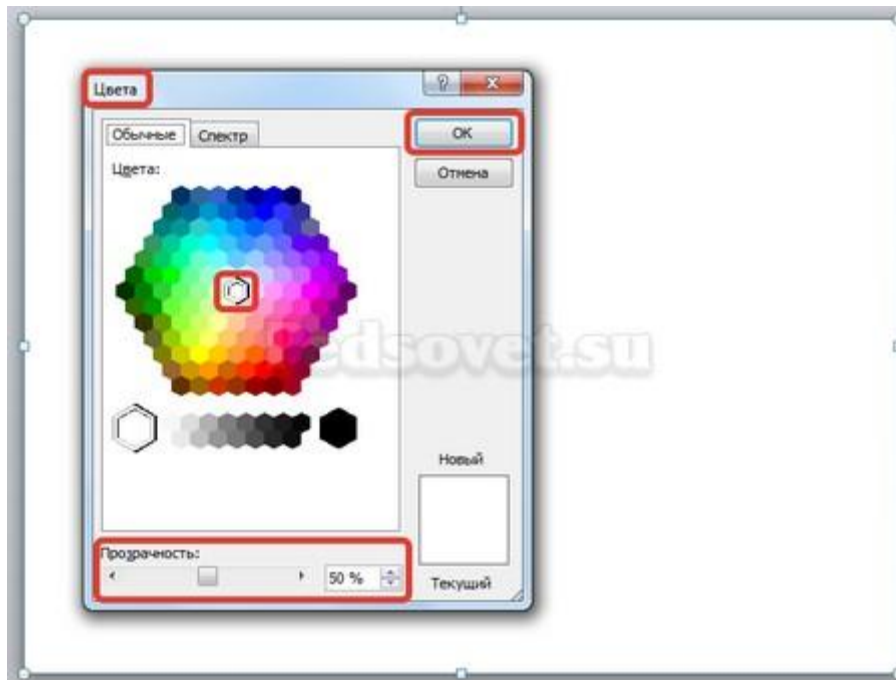 Цвета
Обычные
Спектр
ОК
Отмена
Цвета:
Pedsovet.su
Новый
Прозрачность:
50 %
Текущий